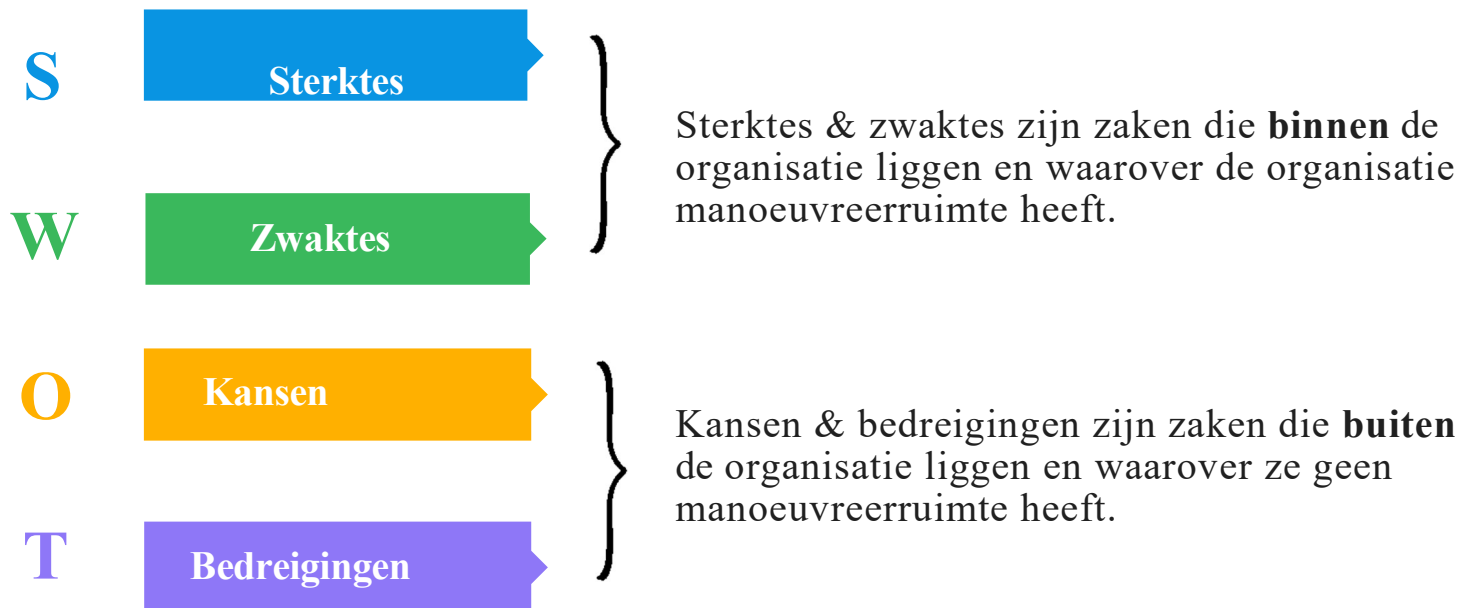 S
Sterktes
W
Zwaktes
Sterktes & zwaktes zijn zaken die binnen de
organisatie liggen en waarover de organisatie
manoeuvreerruimte heeft.
O
Kansen
T
Bedreigingen
Kansen & bedreigingen zijn zaken die buiten
de organisatie liggen en waarover ze geen
manoeuvreerruimte heeft.